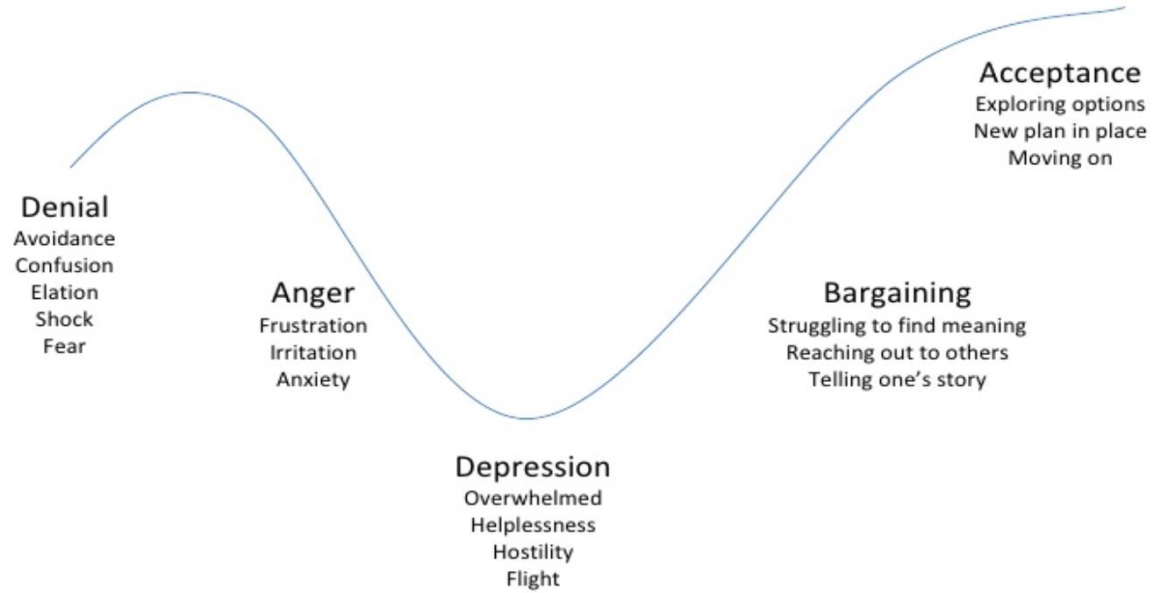 Denial
Avoidance
Confusion
Elation
Shock
Fear
Anger
Frustration
Irritation
Anxiety
Depression
Overwhelmed
Helplessness
Hostility
Flight
Bargaining
Struggling to find meaning
Reaching out to others
Telling one's story
Acceptance
Exploring options
New plan in place
Moving on